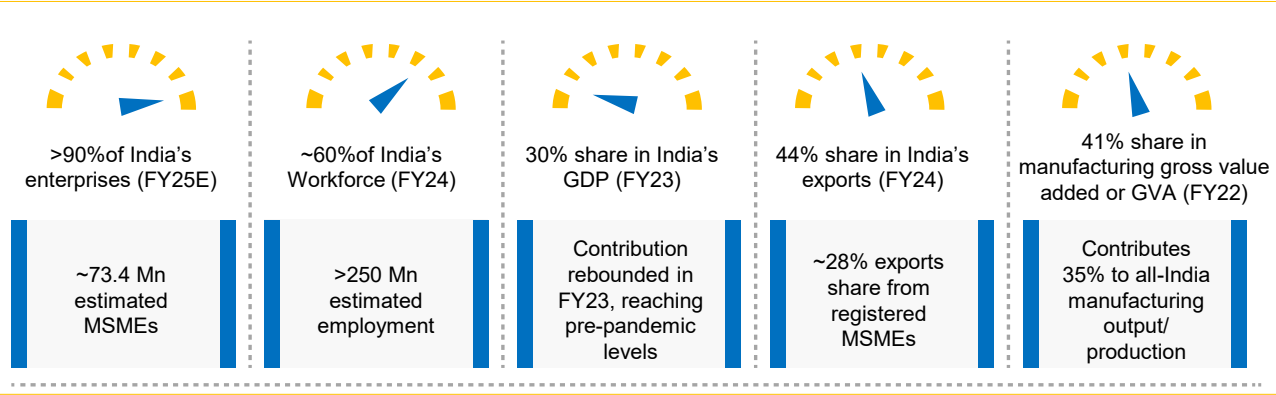 >90%of India's
enterprises (FY25E)
~60%of India's
Workforce (FY24)
30% share in India's
GDP (FY23)
44% share in India's
exports (FY24)
41% share in
manufacturing gross value
added or GVA (FY22)
~73.4 Mn
estimated
MSMEs
>250 Mn
estimated
employment
Contribution
rebounded in
FY23, reaching
pre-pandemic
levels
~28% exports
share from
registered
MSMEs
Contributes
35% to all-India
manufacturing
output/
production